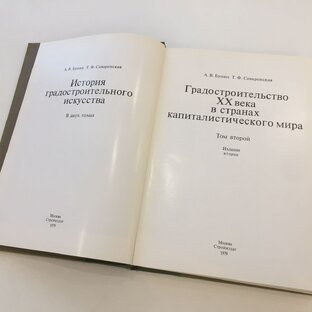 А. В. Бунин Т. Ф. Саваренская
История
градостроительного
искусства
В двух томах
Москва
Стройиздат
1979
А. В. Бунин Т. Ф. Саваренская
Градостроительство
XX века
в странах
капиталистического мира
Том второй
Издание
второе
Москва
Стройиздат
1979